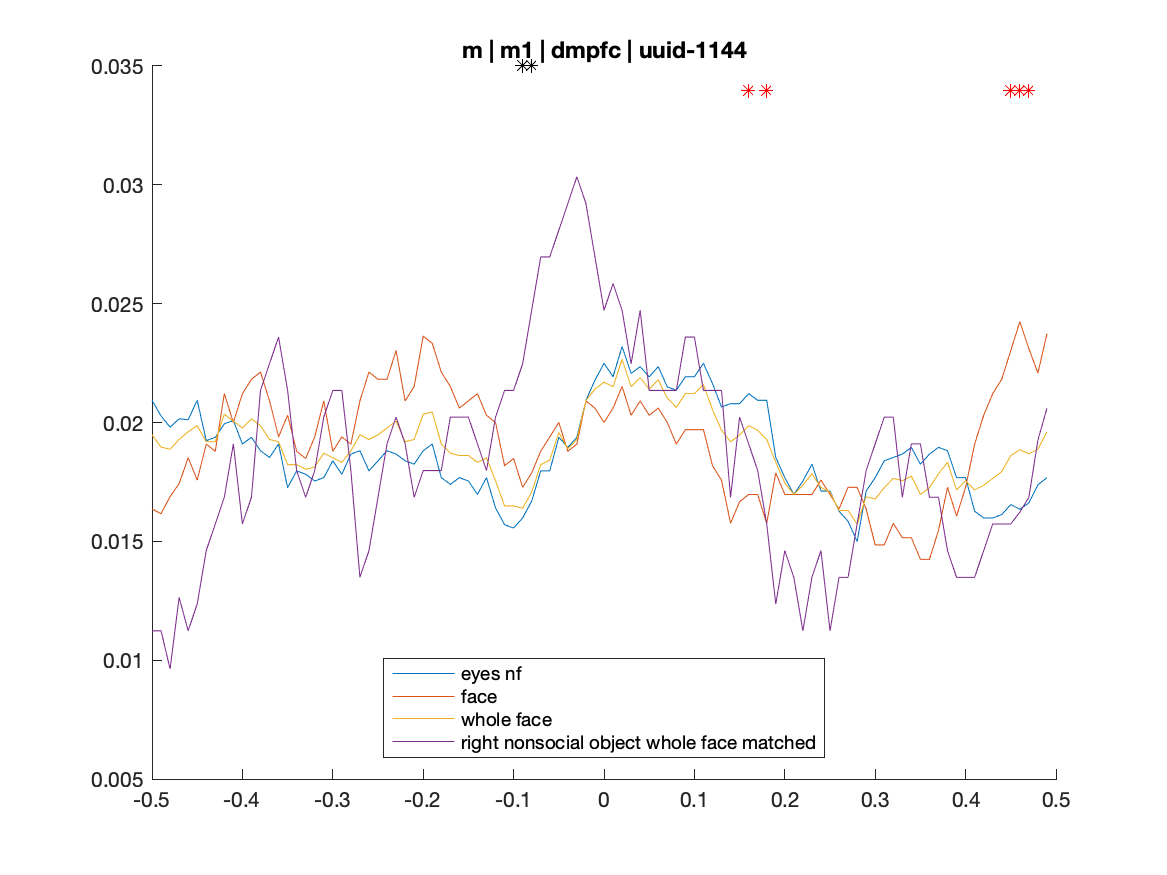 m | m1 | dmpfc | uuid-1144
0.035
0.03
0.025
0.02
0.015
0.01
0.005
eyes nf
face
whole face
right nonsocial object whole face matched
-0.5 -0.4 -0.3 -0.2 -0.1 0 0.1 0.2 0.3 0.4 0.5